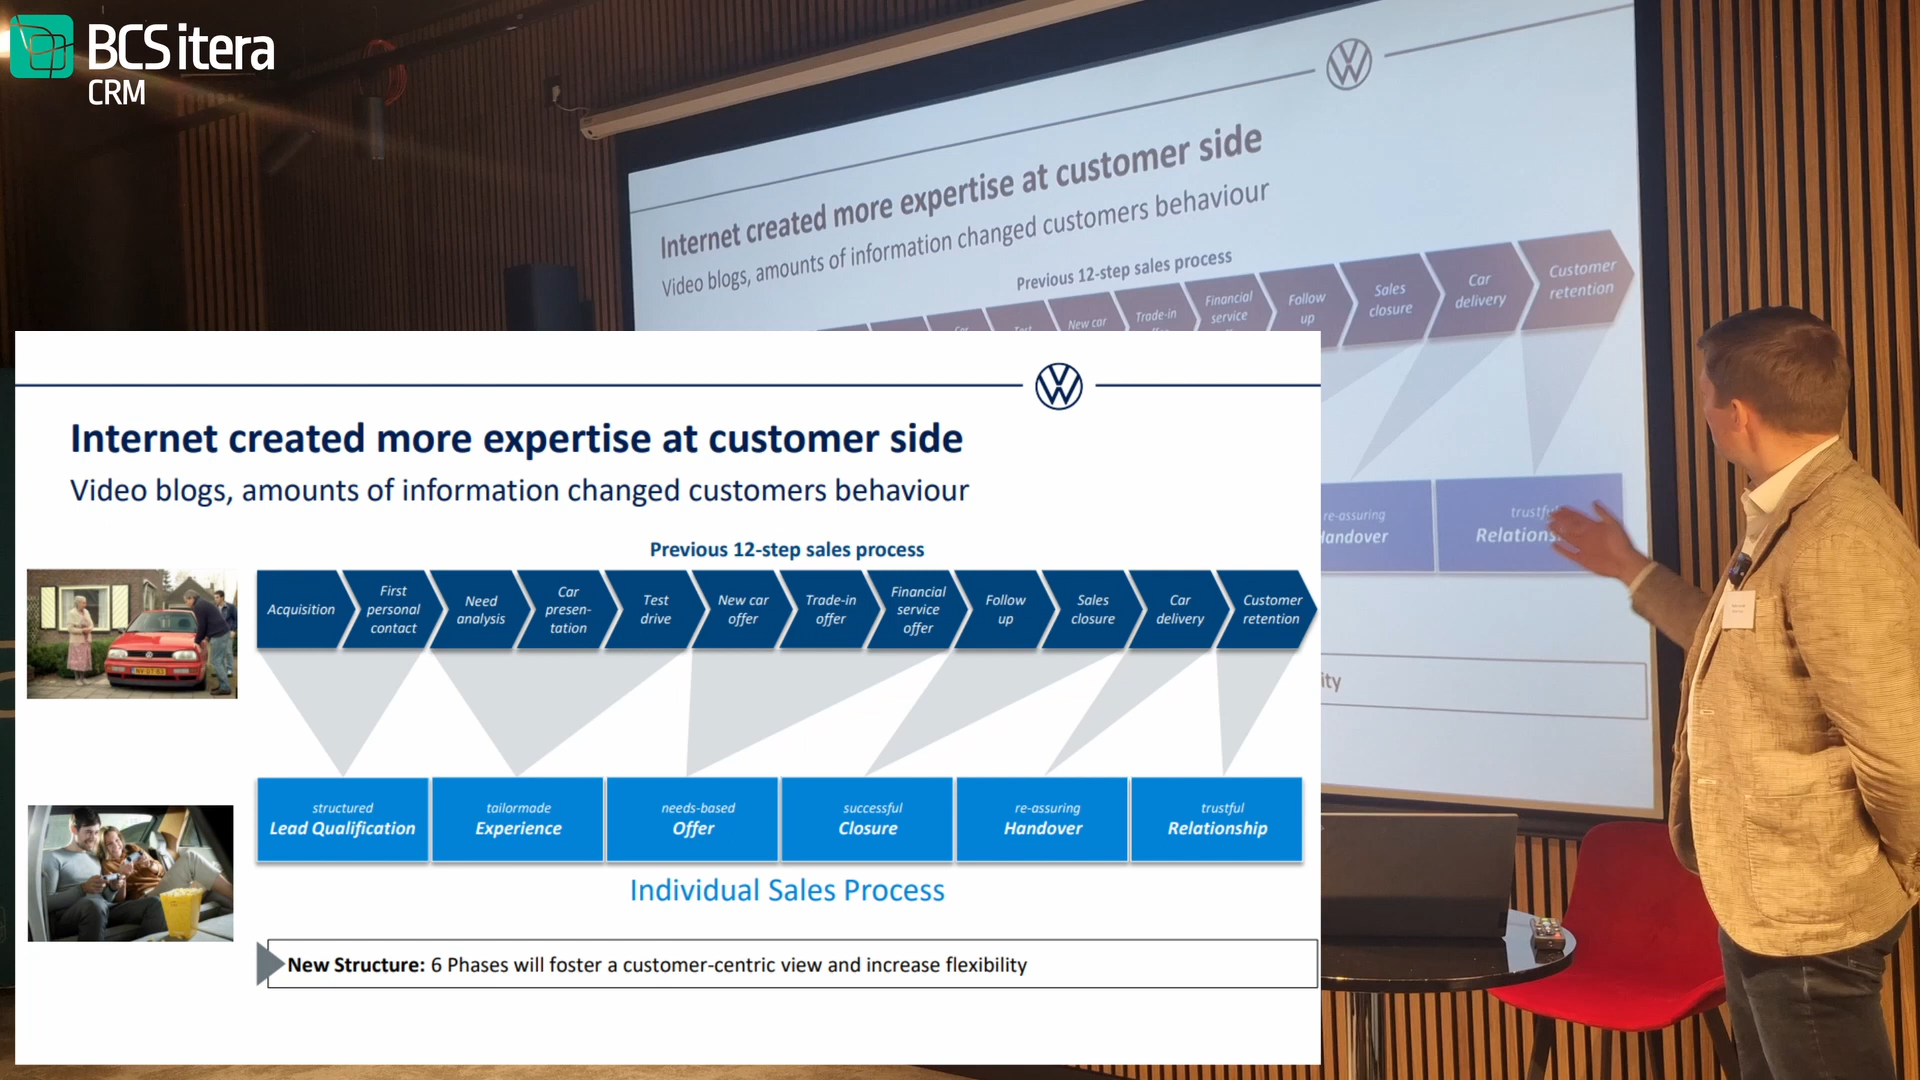 BCS itera
CRM
Internet created more expertise at customer side
Video blogs, amounts of information changed customers behaviour
Previous 12-step sales process
New car
Trade-in
Financial
service
Follow
up
Sales
closure
Car
delivery
Customer
retention
re-assuring
Handover
trustful
ity
Internet created more expertise at customer side
Video blogs, amounts of information changed customers behaviour
Previous 12-step sales process
Acquisition
First
personal
contact
Need
analysis
Car
presen-
tation
Test
drive
New car
offer
Trade-in
offer
Financial
service
offer
Follow
up
Sales
closure
Car
delivery
Customer
retention
structured
Lead Qualification
tailormade
Experience
needs-based
Offer
successful
Closure
re-assuring
Handover
trustful
Relationship
Individual Sales Process
New Structure: 6 Phases will foster a customer-centric view and increase flexibility